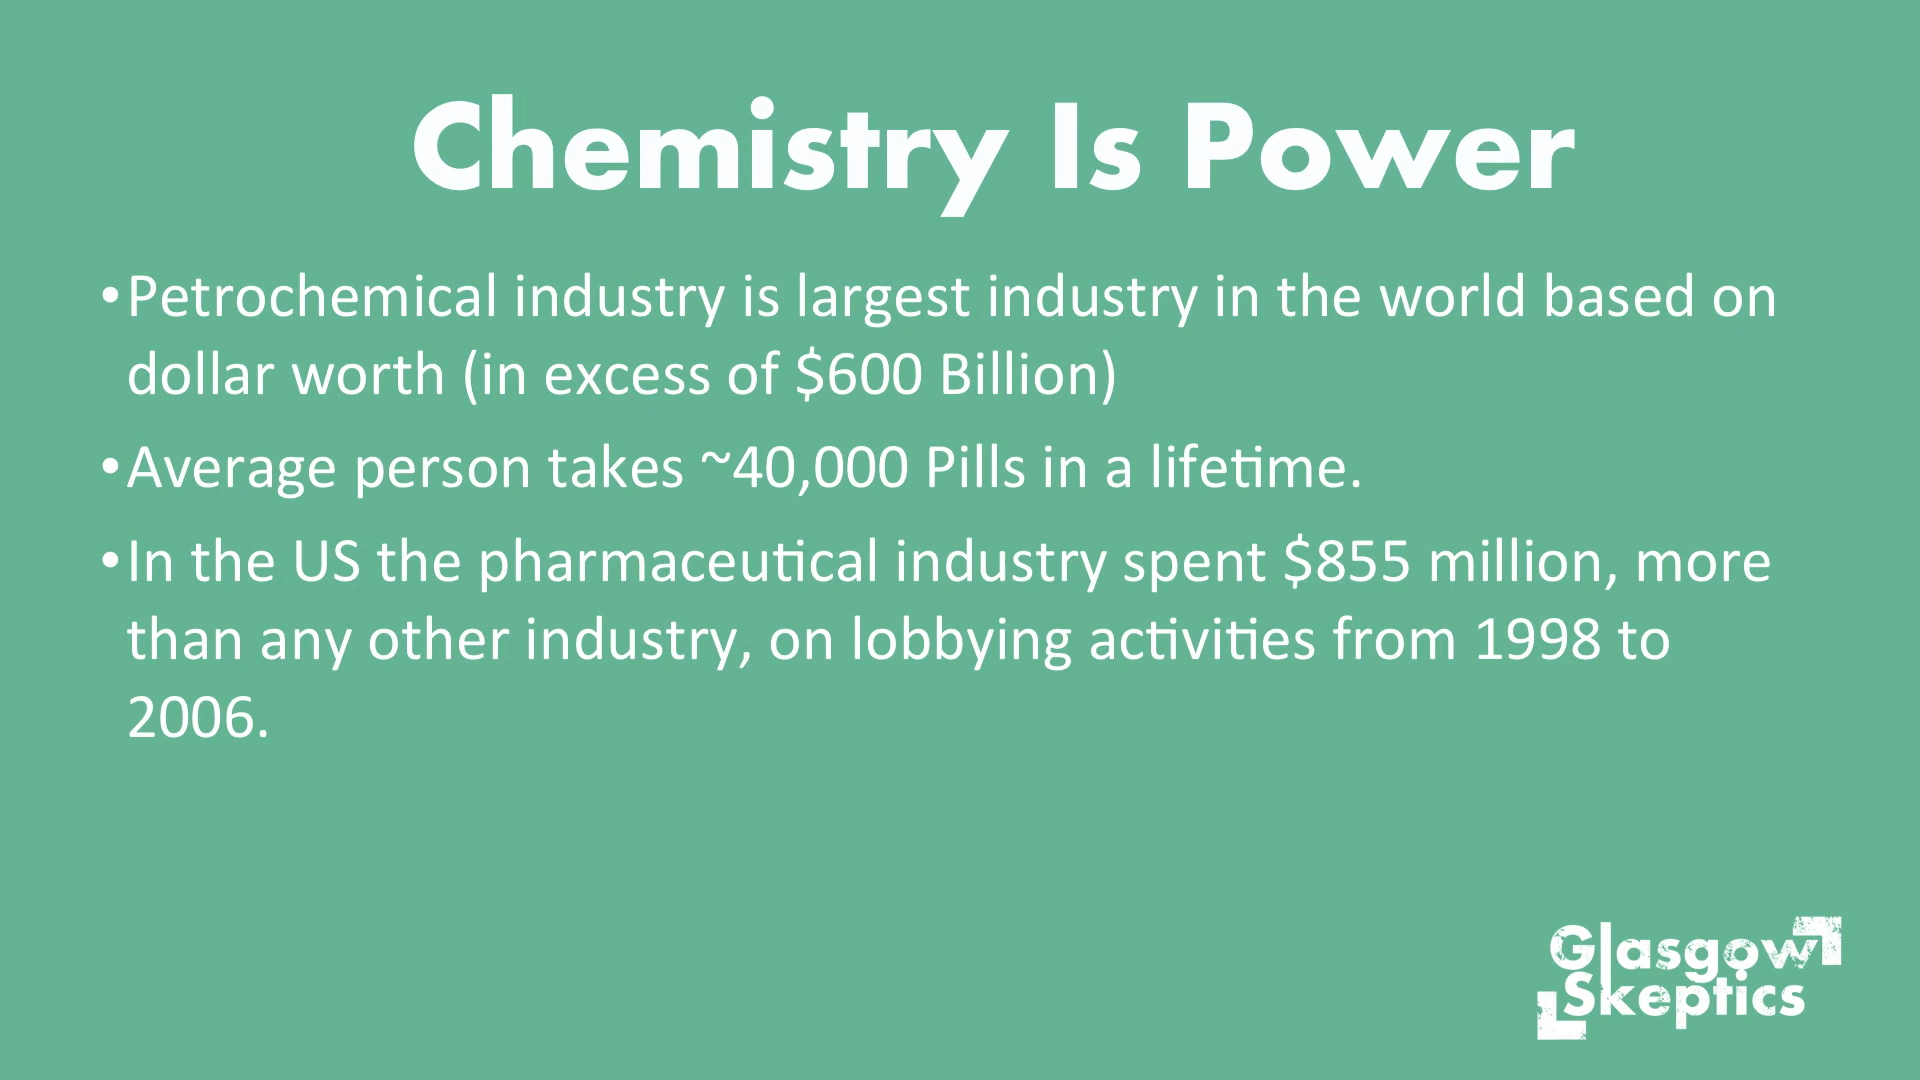 Chemistry Is Power
•Petrochemical industry is largest industry in the world based on
dollar worth (in excess of $600 Billion)
•Average person takes ~40,000 Pills in a lifetime.
•In the US the pharmaceutical industry spent $855 million, more
than any other industry, on lobbying activities from 1998 to
2006.
Glasgow
Skeptics